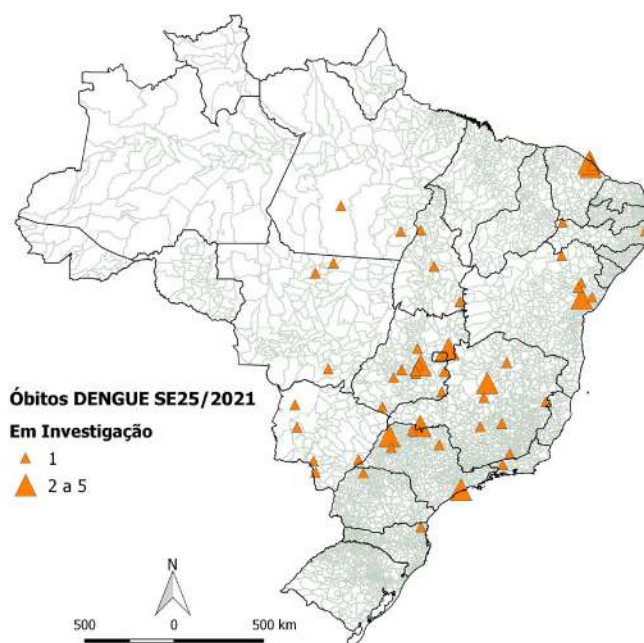 Óbitos DENGUE SE25/2021
Em Investigação
1
2 a 5
N
500 0 500 km